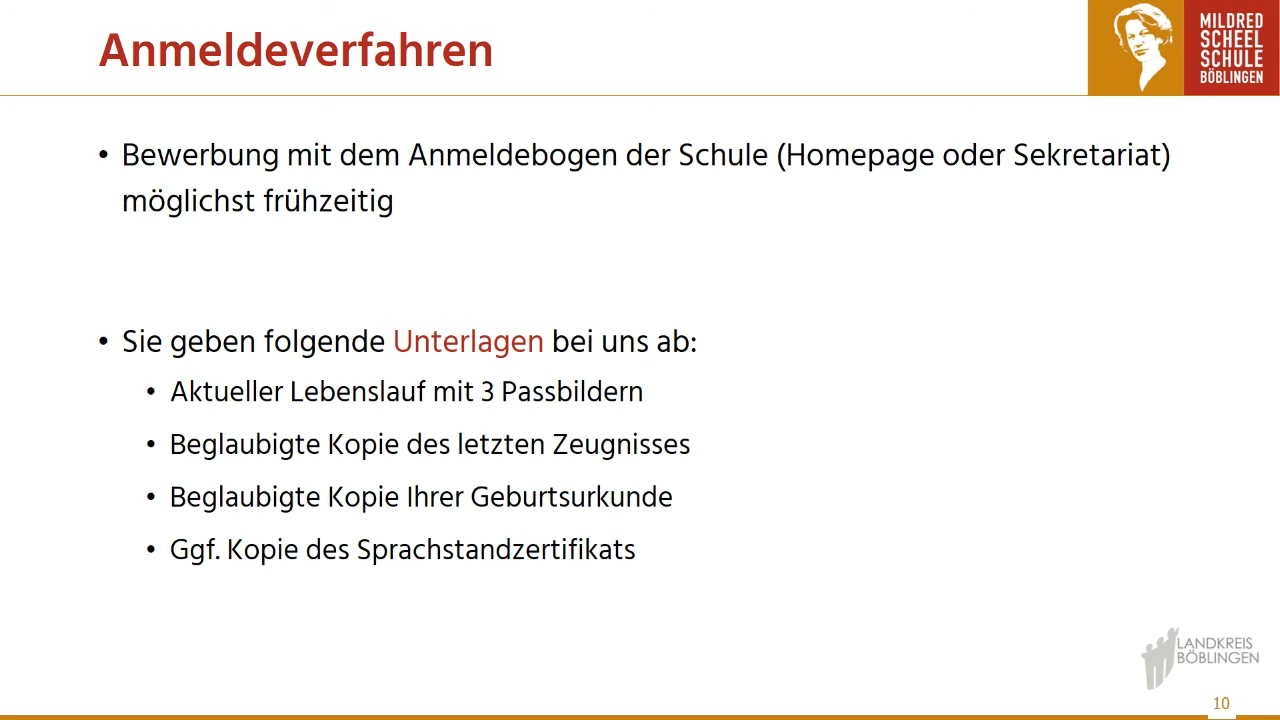 Anmeldeverfahren
MILDRED
SCHEEL
SCHULE
BÖBLINGEN
• Bewerbung mit dem Anmeldebogen der Schule (Homepage oder Sekretariat)
möglichst frühzeitig
• Sie geben folgende Unterlagen bei uns ab:
• Aktueller Lebenslauf mit 3 Passbildern
• Beglaubigte Kopie des letzten Zeugnisses
• Beglaubigte Kopie Ihrer Geburtsurkunde
• Ggf. Kopie des Sprachstandzertifikats
LANDKREIS
BÖBLINGEN
10